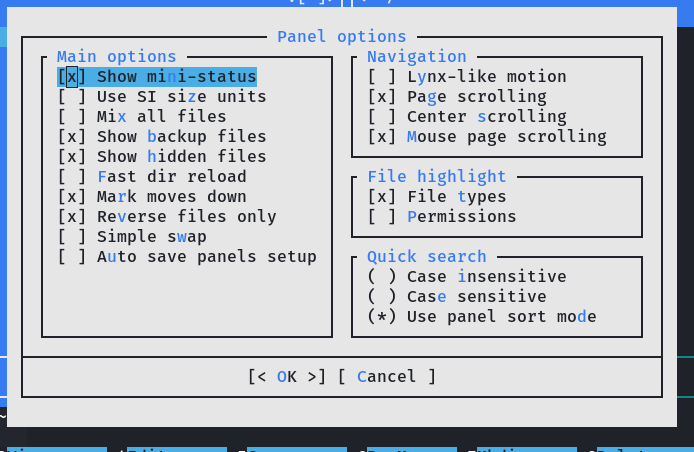 Panel options
Main options
[x] Show mini-status
[ ] Use SI size units
[ ] Mix all files
[x] Show backup files
[x] Show hidden files
[ ] Fast dir reload
[x] Mark moves down
[x] Reverse files only
[ ] Simple swap
[ ] Auto save panels setup
Navigation
[ ] Lynx-like motion
[x] Page scrolling
[ ] Center scrolling
[x] Mouse page scrolling
File highlight
[x] File types
[ ] Permissions
Quick search
( ) Case insensitive
( ) Case sensitive
(*) Use panel sort mode
[< OK >] [ Cancel ]